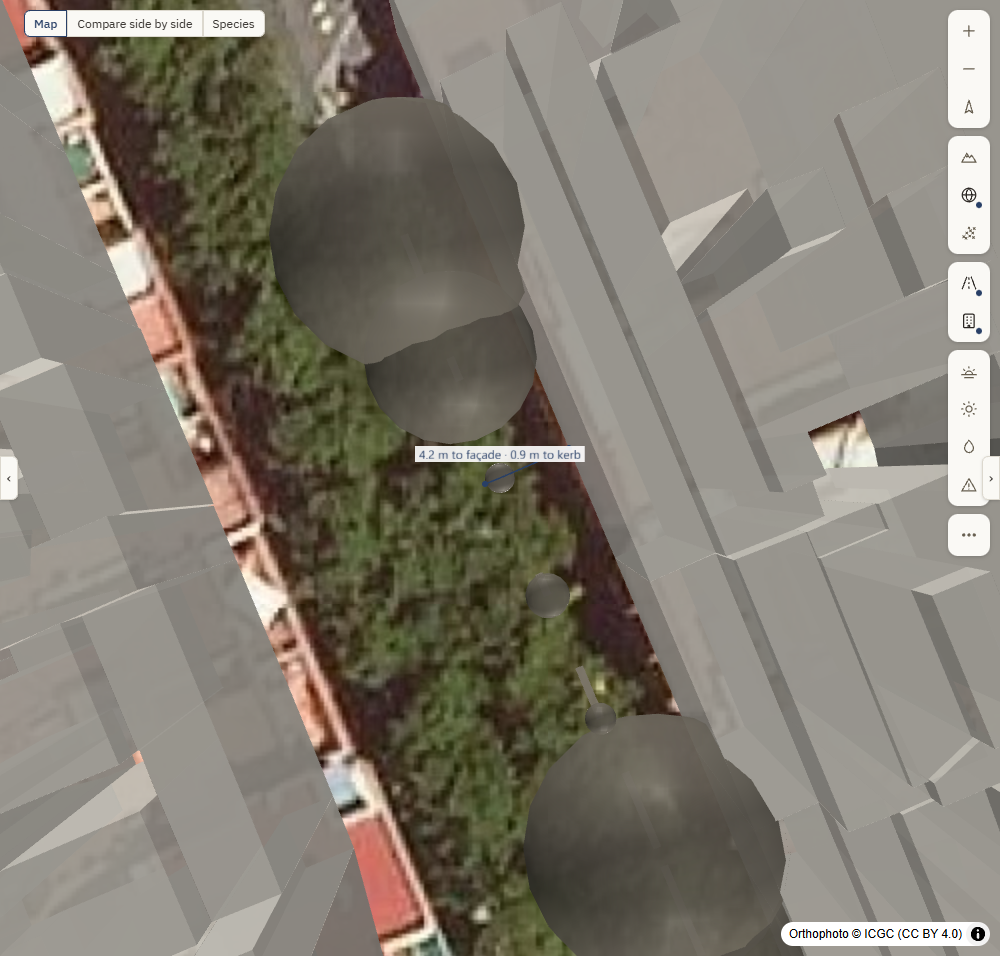 Map
Compare side by side
Species
4.2 m to façade · 0.9 m to kerb
Orthophoto © ICGC (CC BY 4.0)